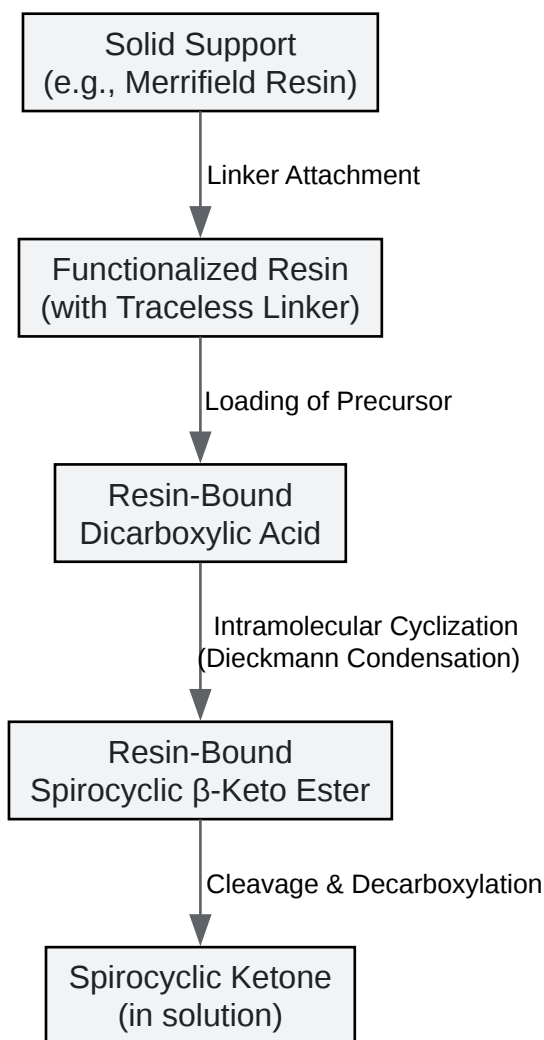 Solid Support
(e.g., Merrifield Resin)
Linker Attachment
Functionalized Resin
(with Traceless Linker)
Loading of Precursor
Resin-Bound
Dicarboxylic Acid
Intramolecular Cyclization
(Dieckmann Condensation)
Resin-Bound
Spirocyclic β-Keto Ester
Cleavage & Decarboxylation
Spirocyclic Ketone
(in solution)